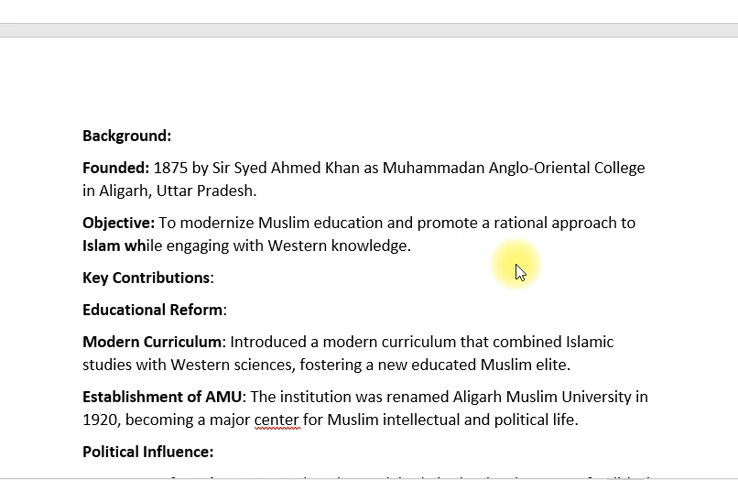 Background:
Founded: 1875 by Sir Syed Ahmed Khan as Muhammadan Anglo-Oriental College
in Aligarh, Uttar Pradesh.
Objective: To modernize Muslim education and promote a rational approach to
Islam while engaging with Western knowledge.
Key Contributions:
Educational Reform:
Modern Curriculum: Introduced a modern curriculum that combined Islamic
studies with Western sciences, fostering a new educated Muslim elite.
Establishment of AMU: The institution was renamed Aligarh Muslim University in
1920, becoming a major center for Muslim intellectual and political life.
Political Influence: